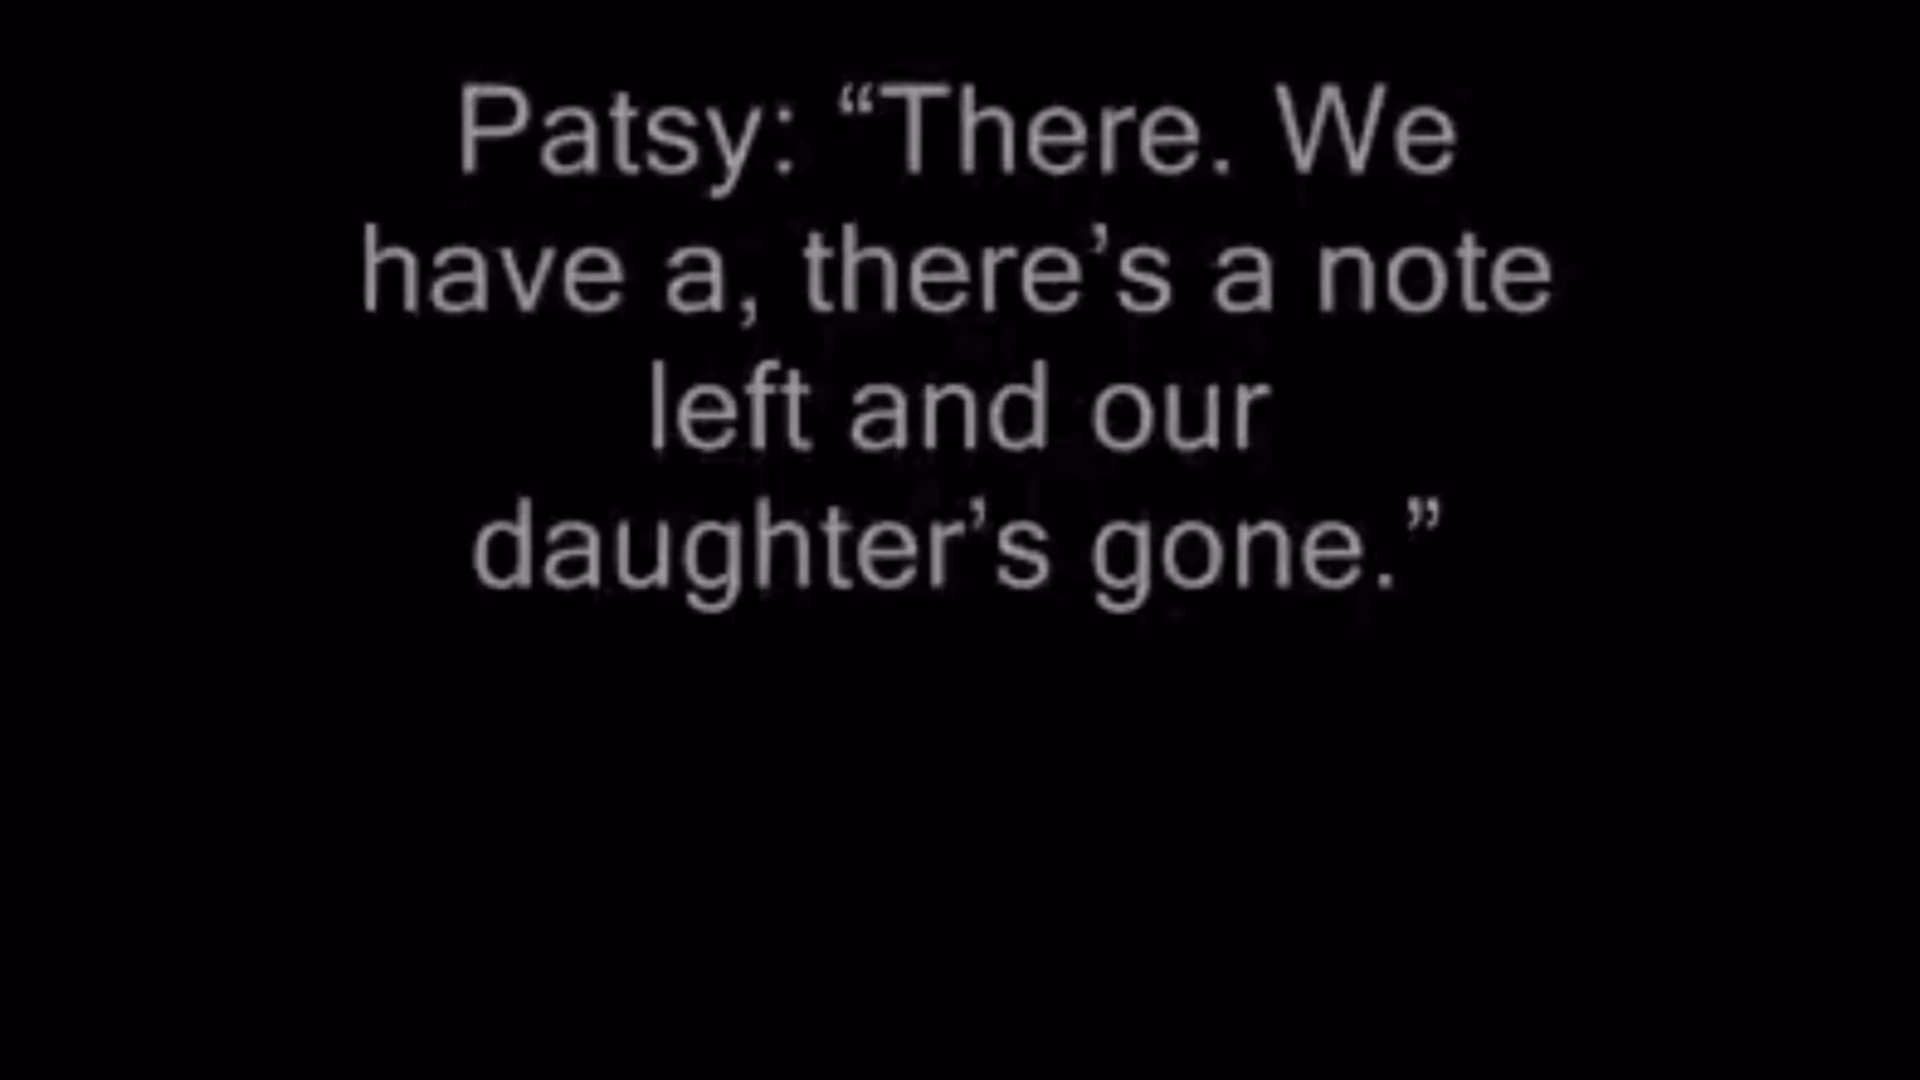 Patsy: “There. We
have a, there’s a note
left and our
daughter’s gone.”